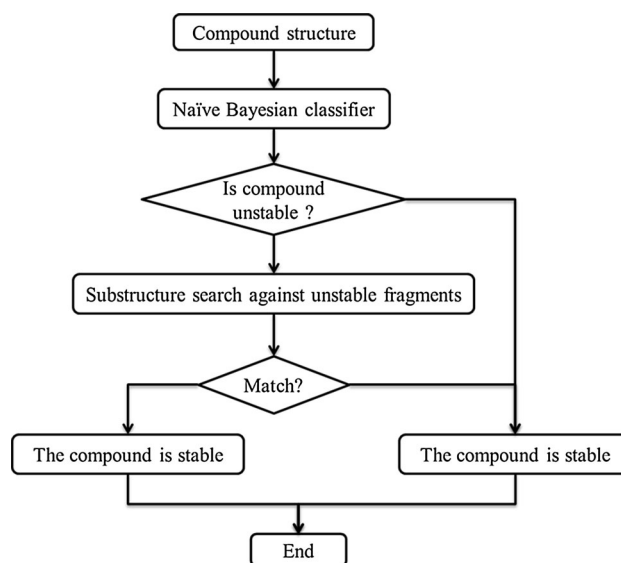 Compound structure
Naïve Bayesian classifier
Is compound
unstable ?
Substructure search against unstable fragments
Match?
The compound is stable
The compound is stable
End